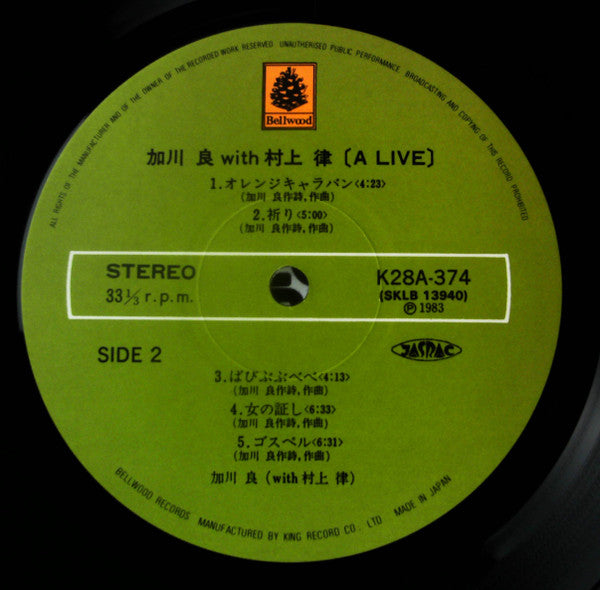 ALL RIGHTS OF THE MANUFACTURER AND OF THE OWNER OF THE RECORDED WORK RESERVED UNAUTHORISED PUBLIC PERFORMANCE BROADCASTING AND COPYING OF THIS RECORD PROHIBITED
Bellwood
加川 良 with 村上 律〔A LIVE〕
1.オレンジキャラバン<4:23>
(加川 良作詩,作曲)
2.祈り<5:00>
(加川 良作詩,作曲)
STEREO
33⅓ r.p.m.
K28A-374
(SKLB 13940)
Ⓟ 1983
SIDE 2
JASRAC
3.ばびぶぶべべ<4:13>
(加川 良作詩,作曲)
4.女の証し<6:33>
(加川 良作詩,作曲)
5.ゴスペル<6:31>
(加川 良作詩,作曲)
加川 良 (with 村上 律)
BELLWOOD RECORDS MANUFACTURED BY KING RECORD CO., LTD MADE IN JAPAN